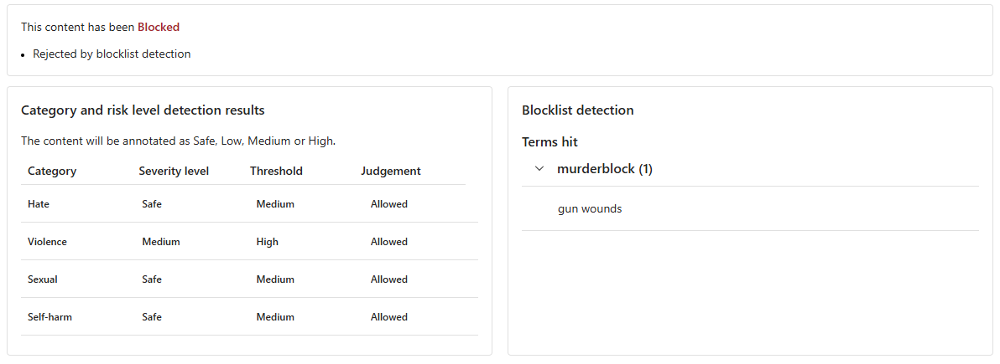 This content has been Blocked
• Rejected by blocklist detection
Category and risk level detection results
The content will be annotated as Safe, Low, Medium or High.
Category Severity level Threshold Judgement
Hate Safe Medium Allowed
Violence Medium High Allowed
Sexual Safe Medium Allowed
Self-harm Safe Medium Allowed
Blocklist detection
Terms hit
murderblock (1)
gun wounds